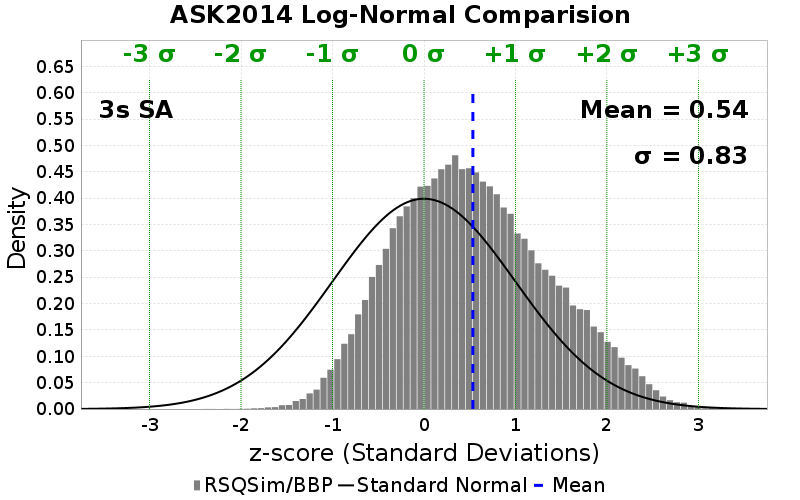 ASK2014 Log-Normal Comparision
-3 σ -2 σ -1 σ 0 σ +1 σ +2 σ +3 σ
3s SA
Mean = 0.54
σ = 0.83
Density
0.65
0.60
0.55
0.50
0.45
0.40
0.35
0.30
0.25
0.20
0.15
0.10
0.05
0.00
-3 -2 -1 0 1 2 3
z-score (Standard Deviations)
RSQSim/BBP Standard Normal Mean